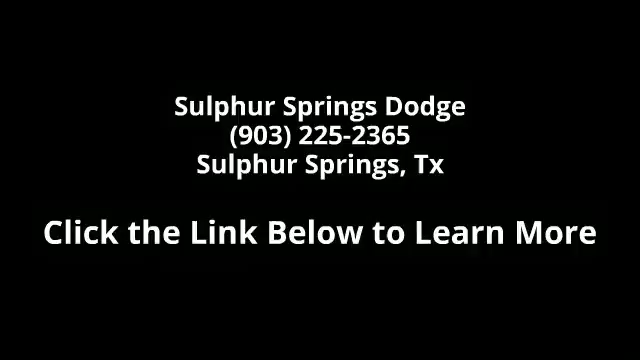 Sulphur Springs Dodge
(903) 225-2365
Sulphur Springs, Tx
Click the Link Below to Learn More